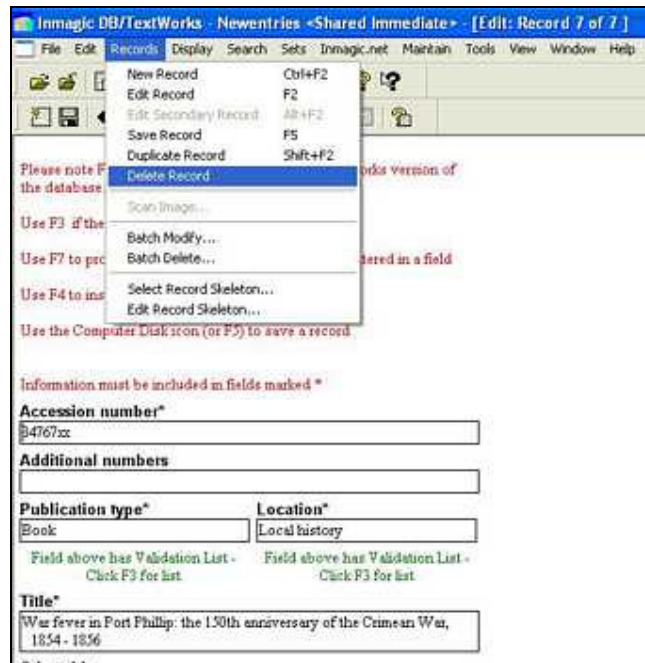 Inmagic DB/TextWorks - Newentries <Shared Immediate> - [Edit: Record 7 of 7 ]
File Edit Records Display Search Sets Inmagic.net Maintain Tools View Window Help
New Record Ctrl+F2
Edit Record F2
Edit Secondary Record Alt+F2
Save Record F5
Duplicate Record Shift+F2
Delete Record
Scan Image...
Batch Modify...
Batch Delete...
Select Record Skeleton...
Edit Record Skeleton...
Please note F
version of
the database
Use F3 if the
Use F7 to pro
tered in a field
Use F4 to ins
Use the Computer Disk icon (or F5) to save a record
Information must be included in fields marked *
Accession number*
B4767xx
Additional numbers
Publication type* Location*
Book Local history
Field above has Validation List - Field above has Validation List -
Click F3 for list Click F3 for list
Title*
War fever in Port Phillip: the 150th anniversary of the Crimean War,
1854 - 1856